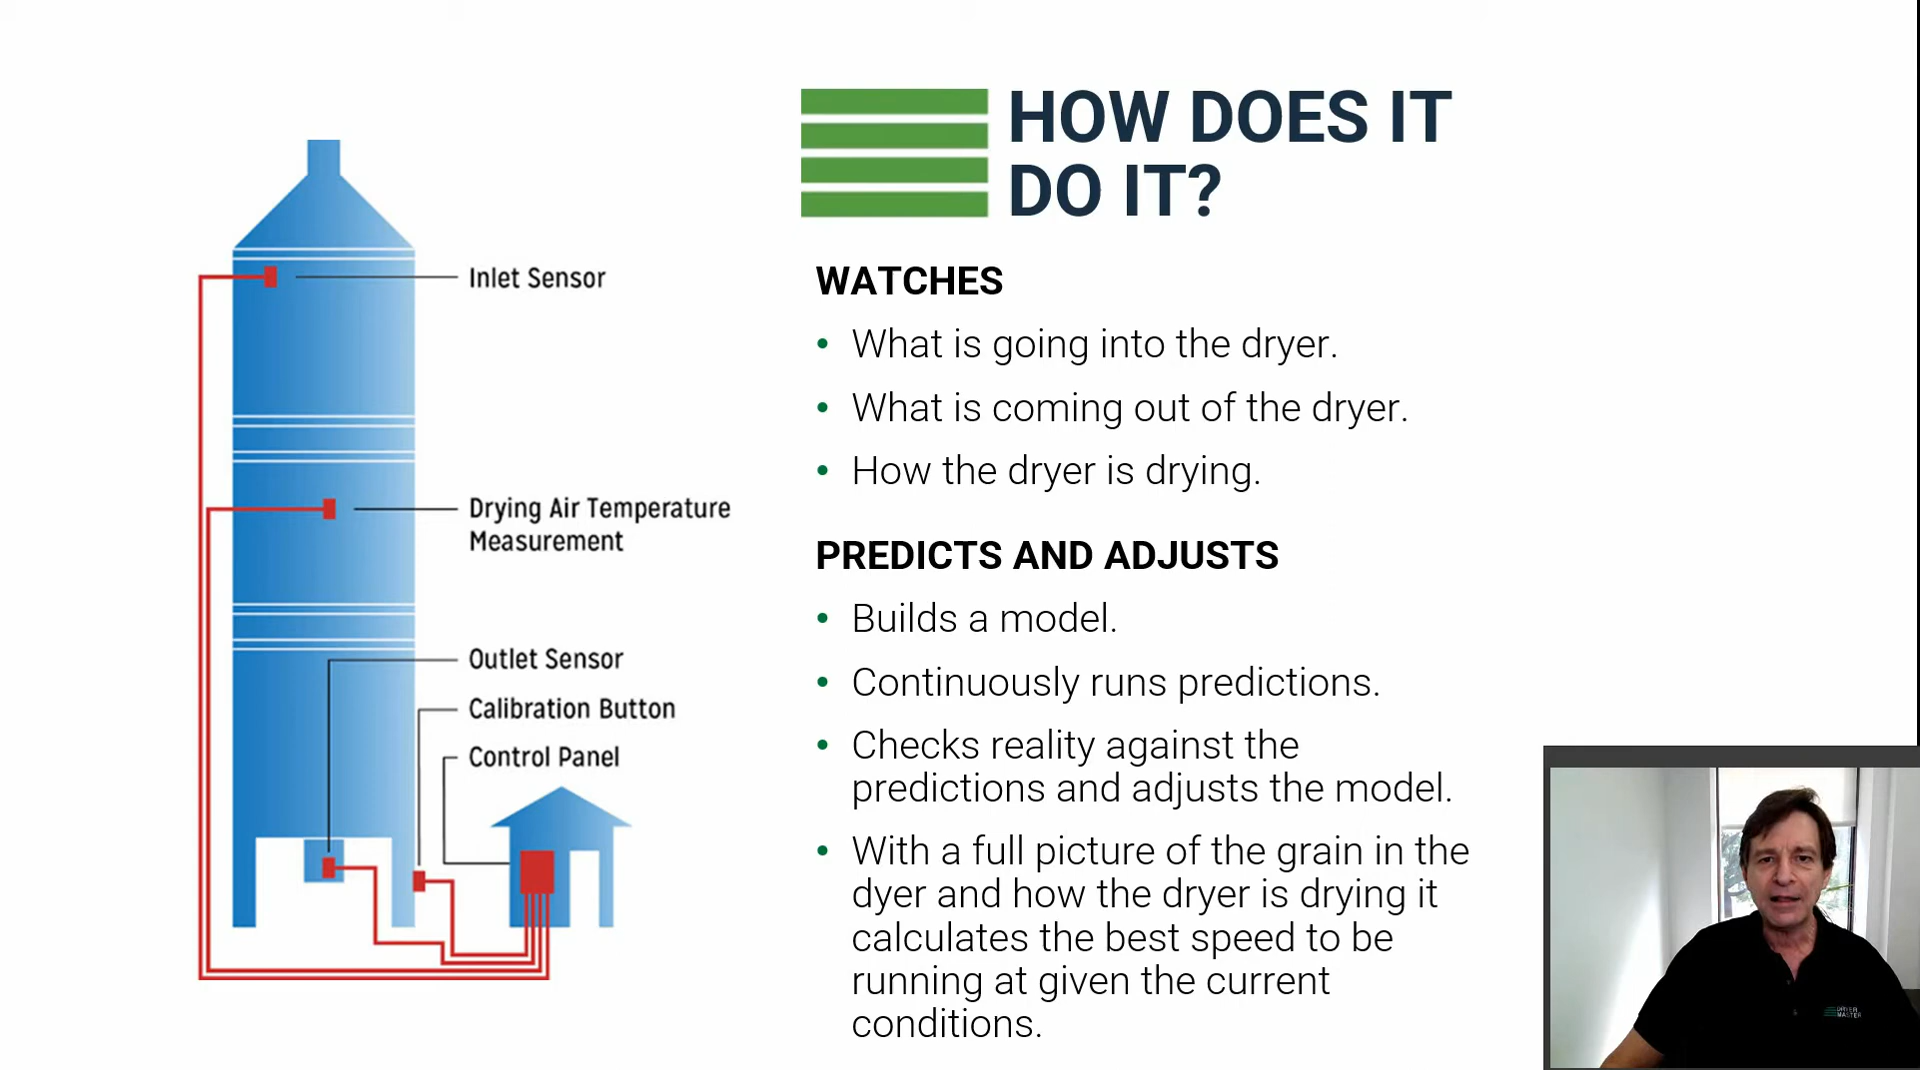 HOW DOES IT
DO IT?
WATCHES
• What is going into the dryer.
• What is coming out of the dryer.
• How the dryer is drying.
PREDICTS AND ADJUSTS
• Builds a model.
• Continuously runs predictions.
• Checks reality against the
predictions and adjusts the model.
• With a full picture of the grain in the
dyer and how the dryer is drying it
calculates the best speed to be
running at given the current
conditions.
Inlet Sensor
Drying Air Temperature
Measurement
Outlet Sensor
Calibration Button
Control Panel
DRYER
MASTER